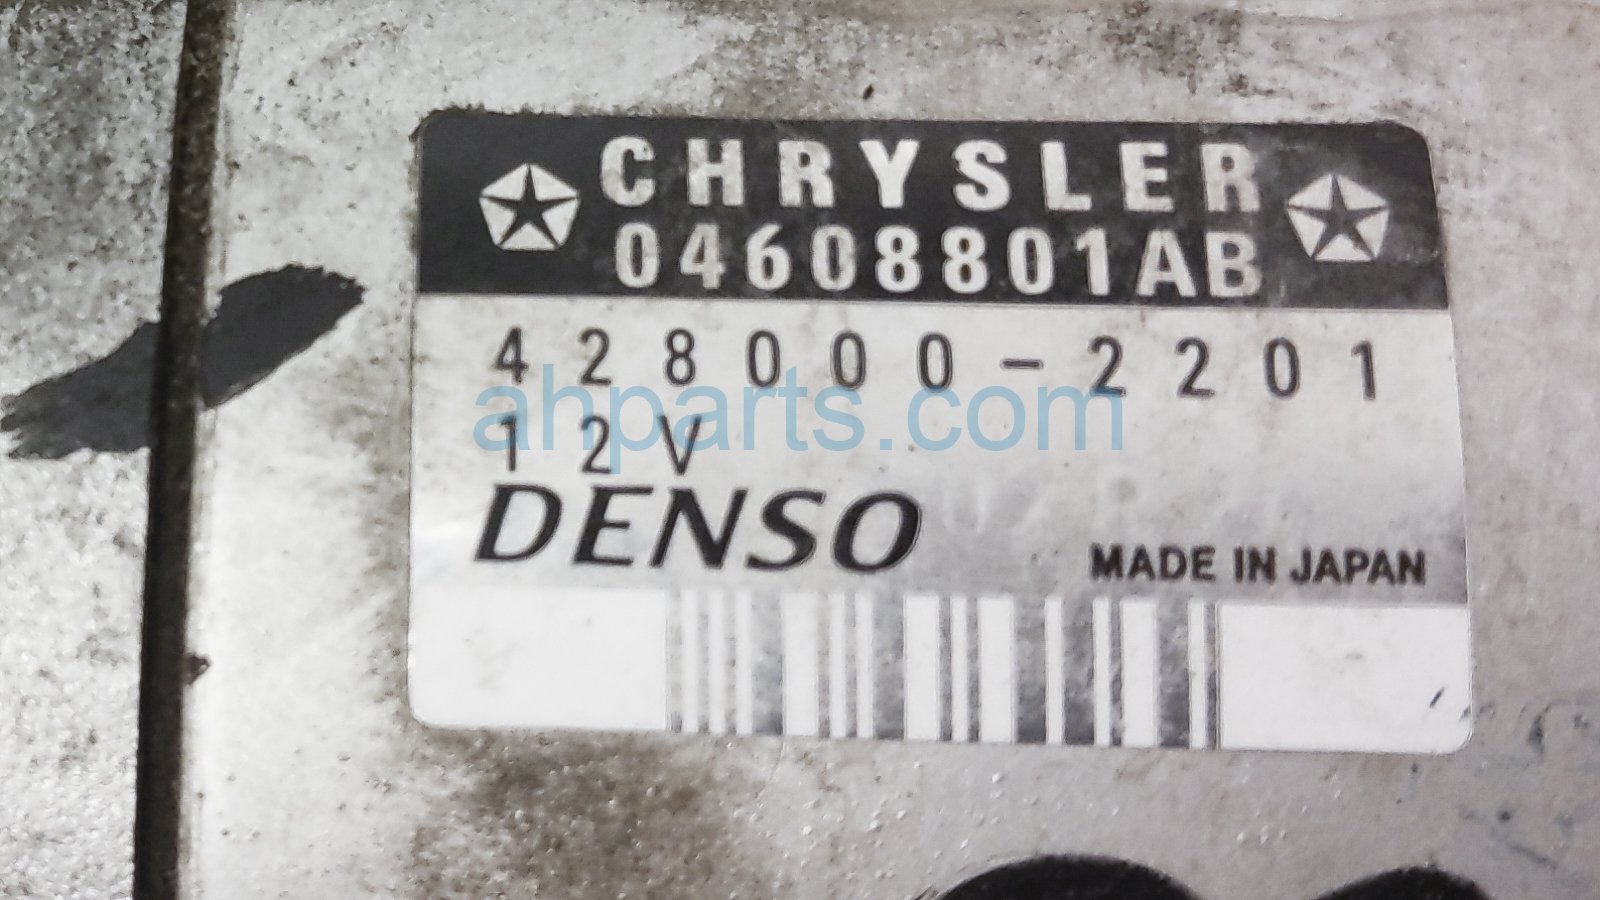 CHRYSLER
04608801AB
428000-2201
ahparts.com
12V
DENSO
MADE IN JAPAN